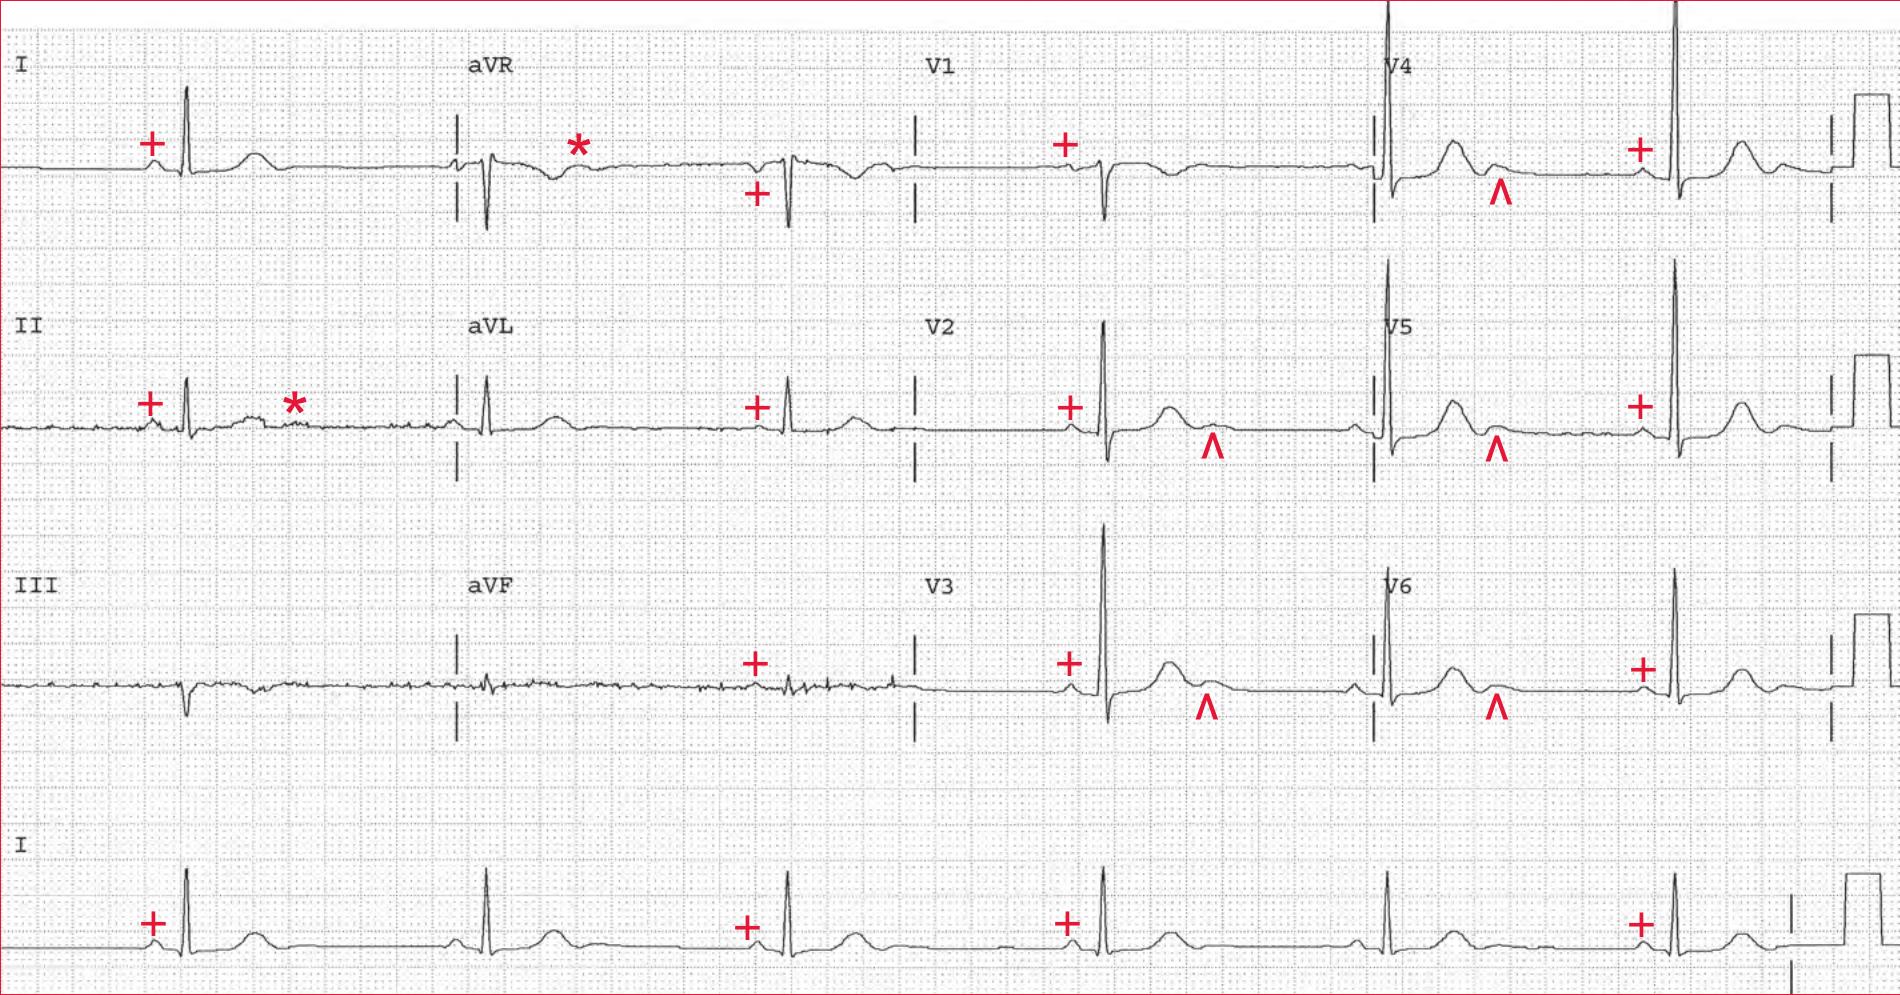 I aVR V1 V4
+ * + + ^ +
+
II aVL V2 V5
+ * + + ^ ^ +
III aVF V3 V6
+ + ^ ^ +
I
+ + + +